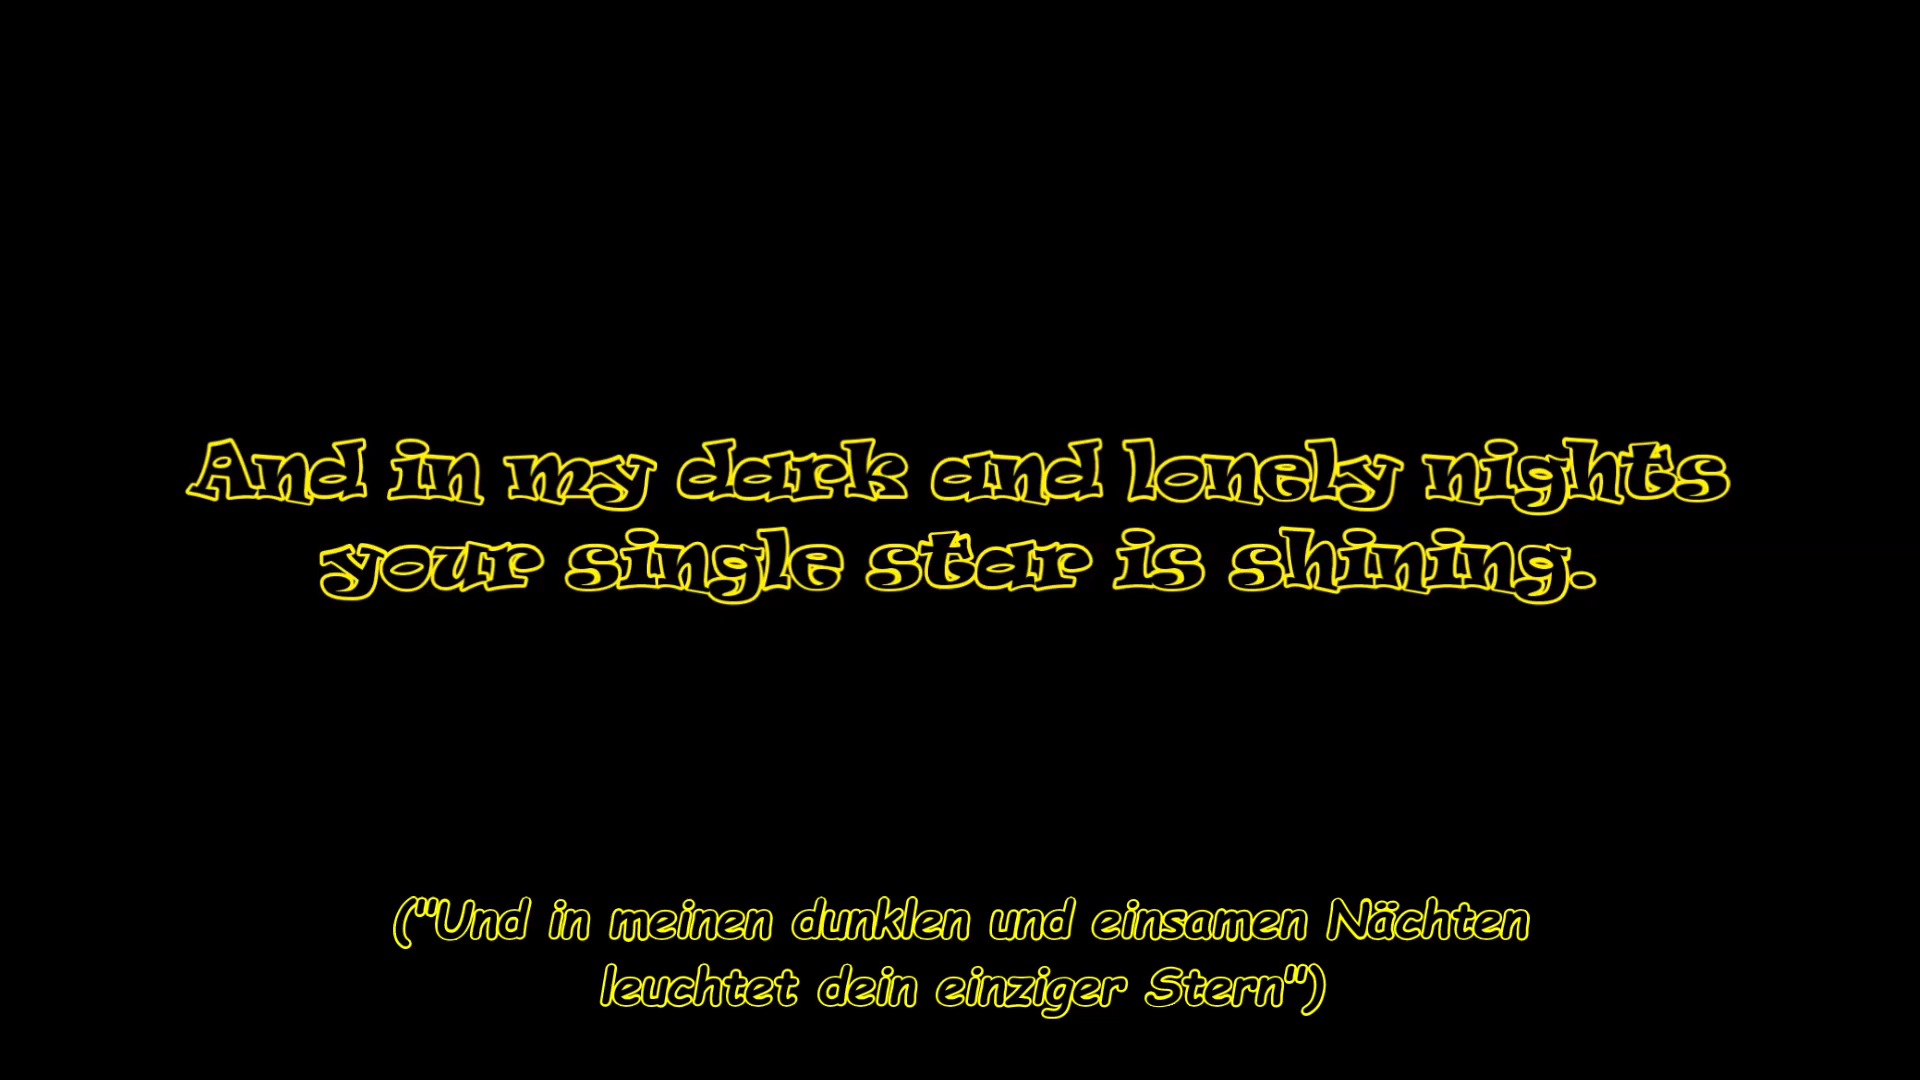 And in my dark and lonely nights
your single star is shining.
("Und in meinen dunklen und einsamen Nächten
leuchtet dein einziger Stern")